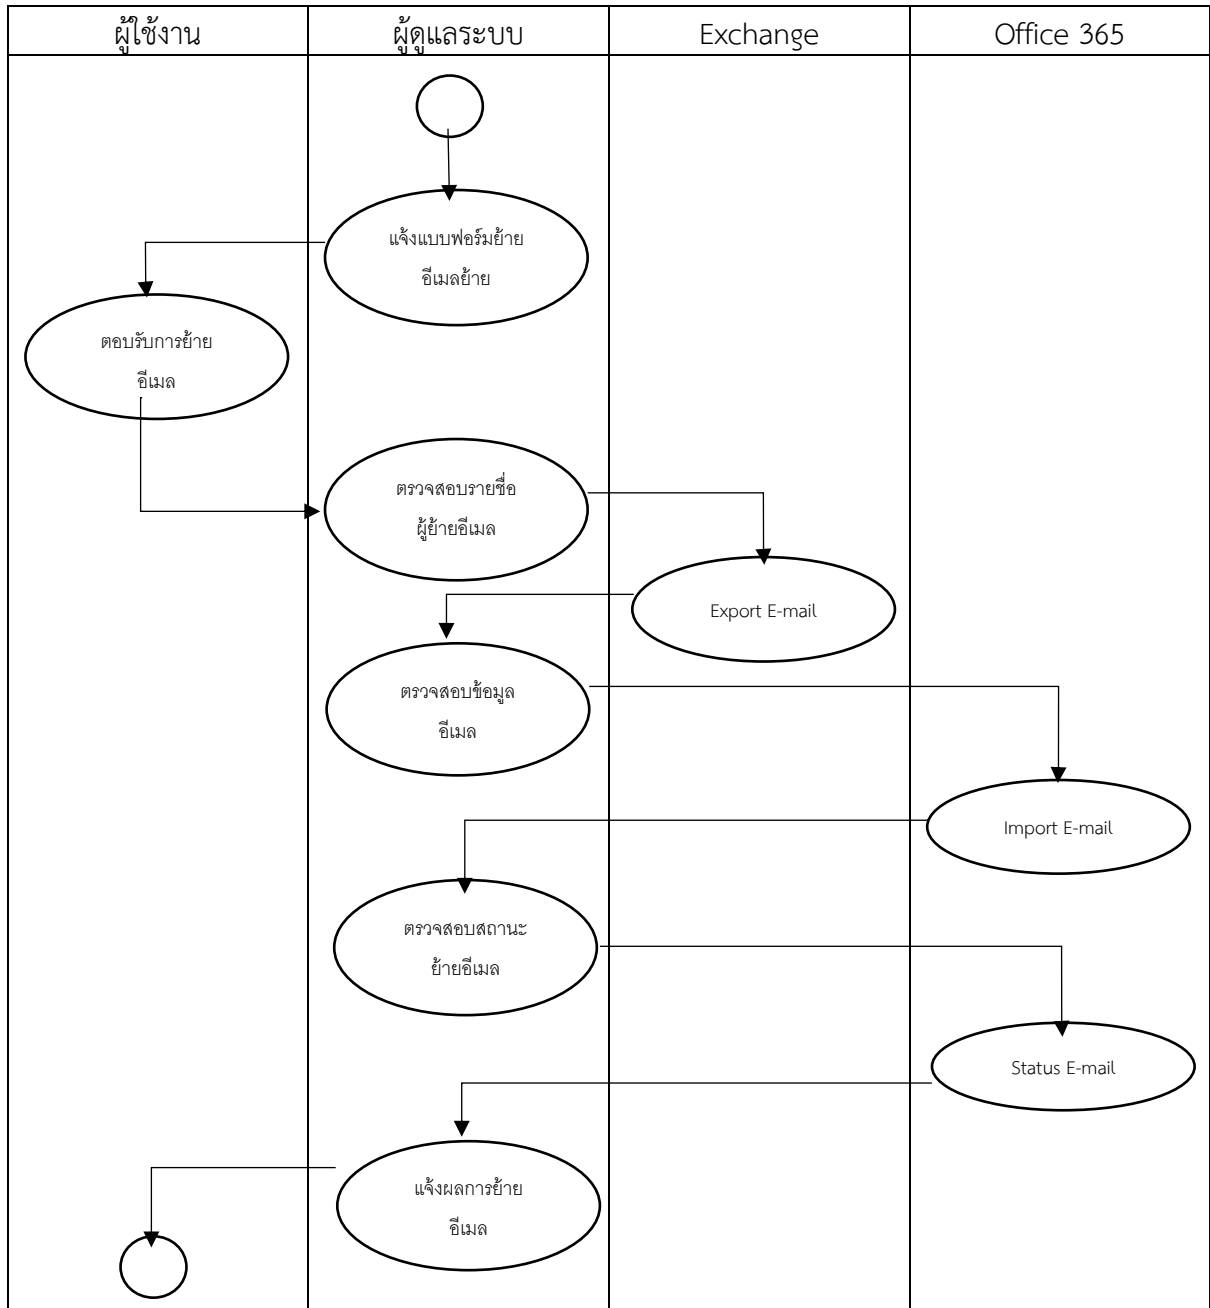 ผู้ใช้งาน
ผู้ดูแลระบบ
Exchange
Office 365
แจ้งแบบฟอร์มย้าย
อีเมลย้าย
ตอบรับการย้าย
อีเมล
ตรวจสอบรายชื่อ
ผู้ย้ายอีเมล
Export E-mail
ตรวจสอบข้อมูล
อีเมล
Import E-mail
ตรวจสอบสถานะ
ย้ายอีเมล
Status E-mail
แจ้งผลการย้าย
อีเมล